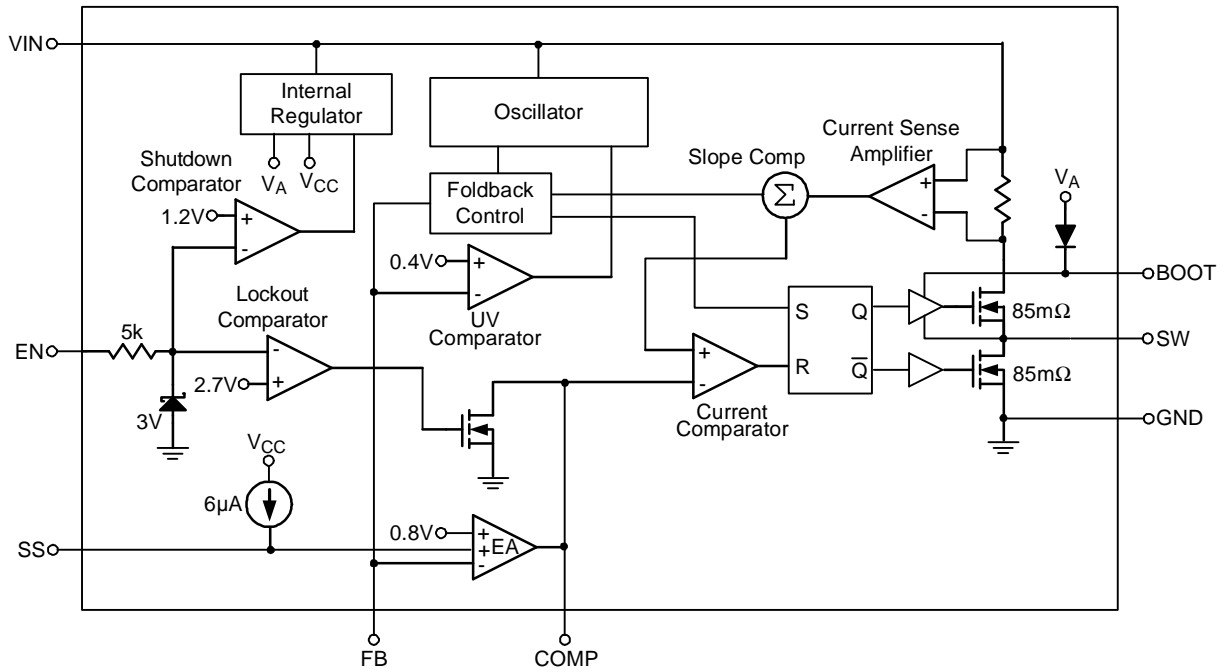 VIN
Internal
Regulator
Oscillator
Current Sense
Amplifier
Shutdown
Comparator
VA
VCC
Foldback
Control
Slope Comp
Σ
+
-
VA
1.2V
+
-
0.4V
+
-
UV
Comparator
BOOT
Lockout
Comparator
S
Q
85mΩ
EN
5k
-
2.7V
+
3V
+
-
R
Q̅
SW
85mΩ
Current
Comparator
GND
VCC
6µA
SS
0.8V
+
+
-
EA
FB
COMP